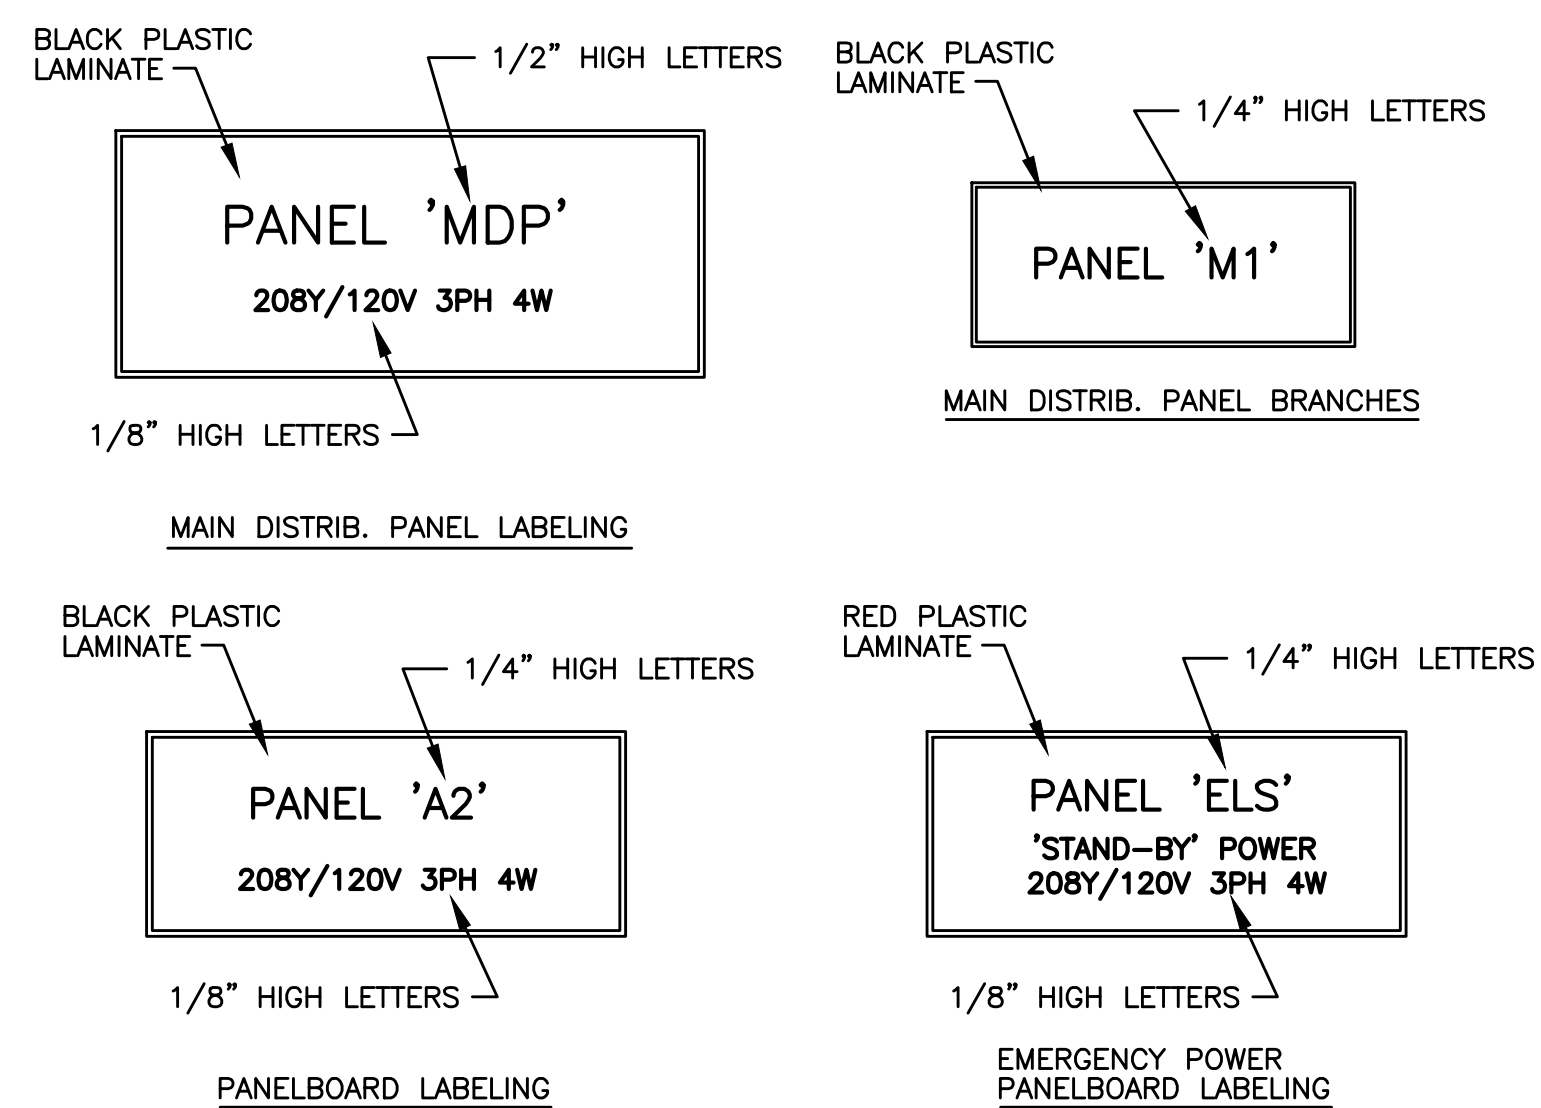 BLACK PLASTIC
LAMINATE
1/2” HIGH LETTERS
PANEL ’MDP’
208Y/120V 3PH 4W
1/8” HIGH LETTERS
MAIN DISTRIB. PANEL LABELING
BLACK PLASTIC
LAMINATE
1/4” HIGH LETTERS
PANEL ’M1’
MAIN DISTRIB. PANEL BRANCHES
BLACK PLASTIC
LAMINATE
1/4” HIGH LETTERS
PANEL ’A2’
208Y/120V 3PH 4W
1/8” HIGH LETTERS
PANELBOARD LABELING
RED PLASTIC
LAMINATE
1/4” HIGH LETTERS
PANEL ’ELS’
’STAND-BY’ POWER
208Y/120V 3PH 4W
1/8” HIGH LETTERS
EMERGENCY POWER
PANELBOARD LABELING